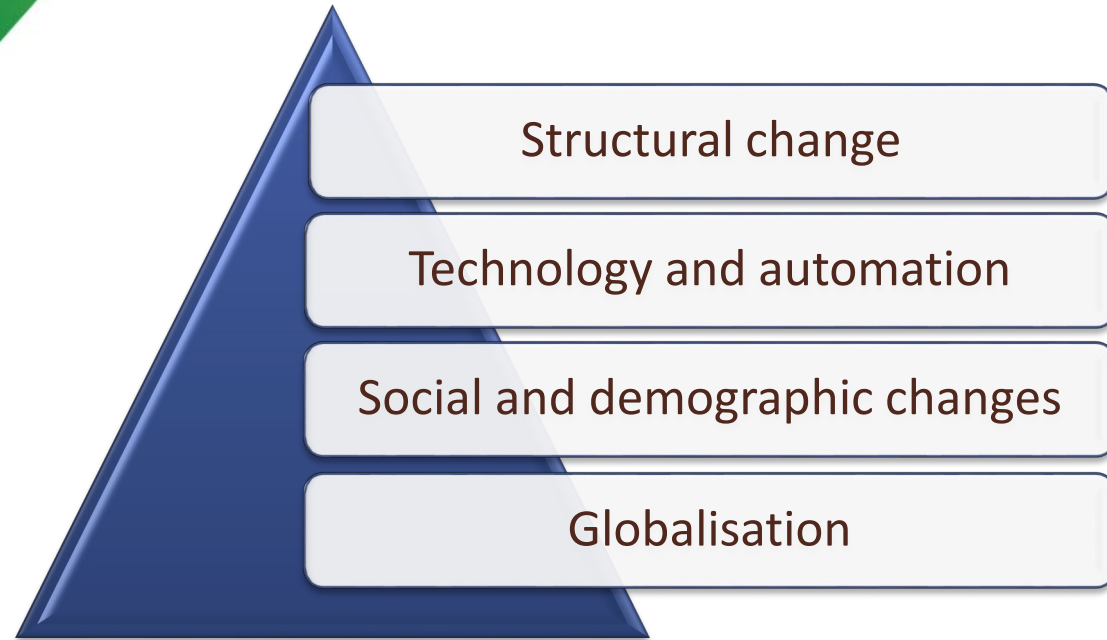 Structural change
Technology and automation
Social and demographic changes
Globalisation